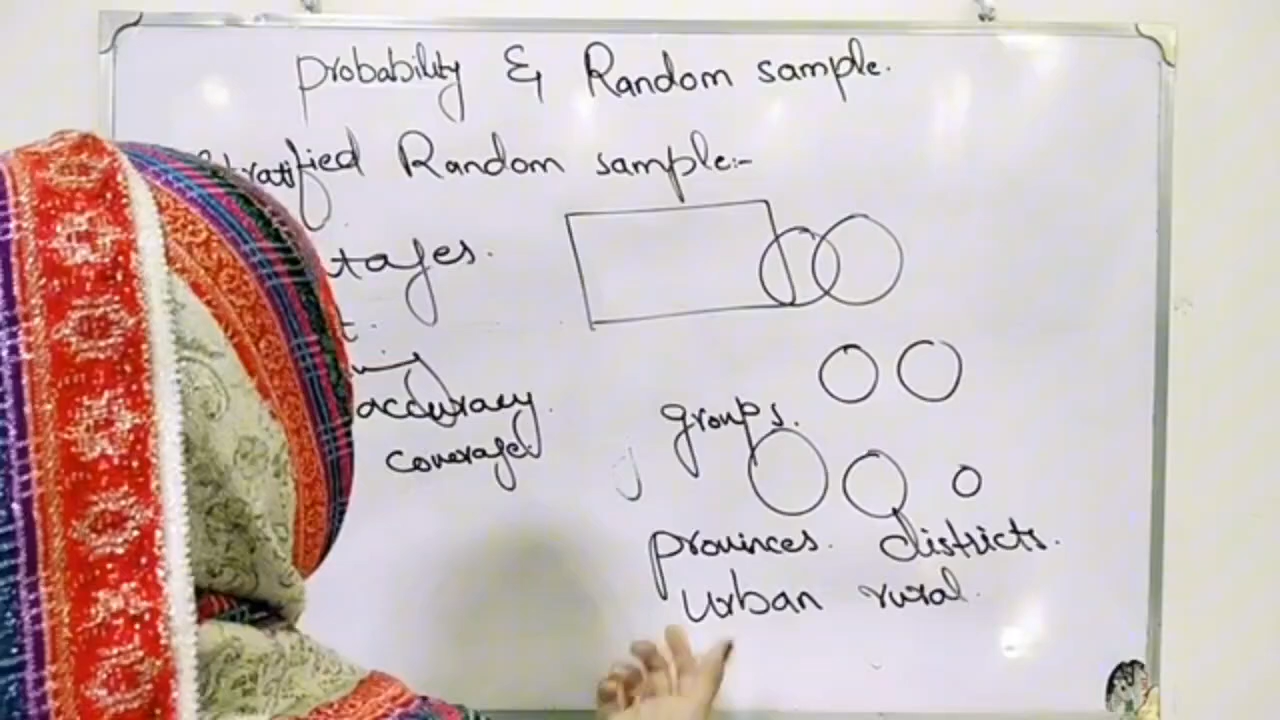 probability & Random sample.
Random sample:-
accuracy.
coverage
groups.
provinces. districts.
urban rural.